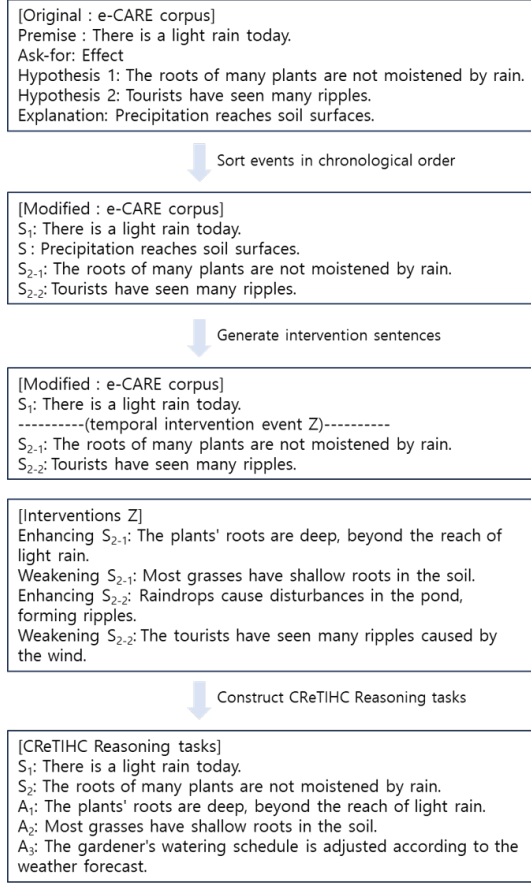 [Original : e-CARE corpus]
Premise : There is a light rain today.
Ask-for: Effect
Hypothesis 1: The roots of many plants are not moistened by rain.
Hypothesis 2: Tourists have seen many ripples.
Explanation: Precipitation reaches soil surfaces.
Sort events in chronological order
[Modified : e-CARE corpus]
S₁: There is a light rain today.
S : Precipitation reaches soil surfaces.
S₂₋₁: The roots of many plants are not moistened by rain.
S₂₋₂: Tourists have seen many ripples.
Generate intervention sentences
[Modified : e-CARE corpus]
S₁: There is a light rain today.
----------(temporal intervention event Z)----------
S₂₋₁: The roots of many plants are not moistened by rain.
S₂₋₂: Tourists have seen many ripples.
[Interventions Z]
Enhancing S₂₋₁: The plants' roots are deep, beyond the reach of
light rain.
Weakening S₂₋₁: Most grasses have shallow roots in the soil.
Enhancing S₂₋₂: Raindrops cause disturbances in the pond,
forming ripples.
Weakening S₂₋₂: The tourists have seen many ripples caused by
the wind.
Construct CReTIHC Reasoning tasks
[CReTIHC Reasoning tasks]
S₁: There is a light rain today.
S₂: The roots of many plants are not moistened by rain.
A₁: The plants' roots are deep, beyond the reach of light rain.
A₂: Most grasses have shallow roots in the soil.
A₃: The gardener's watering schedule is adjusted according to the
weather forecast.